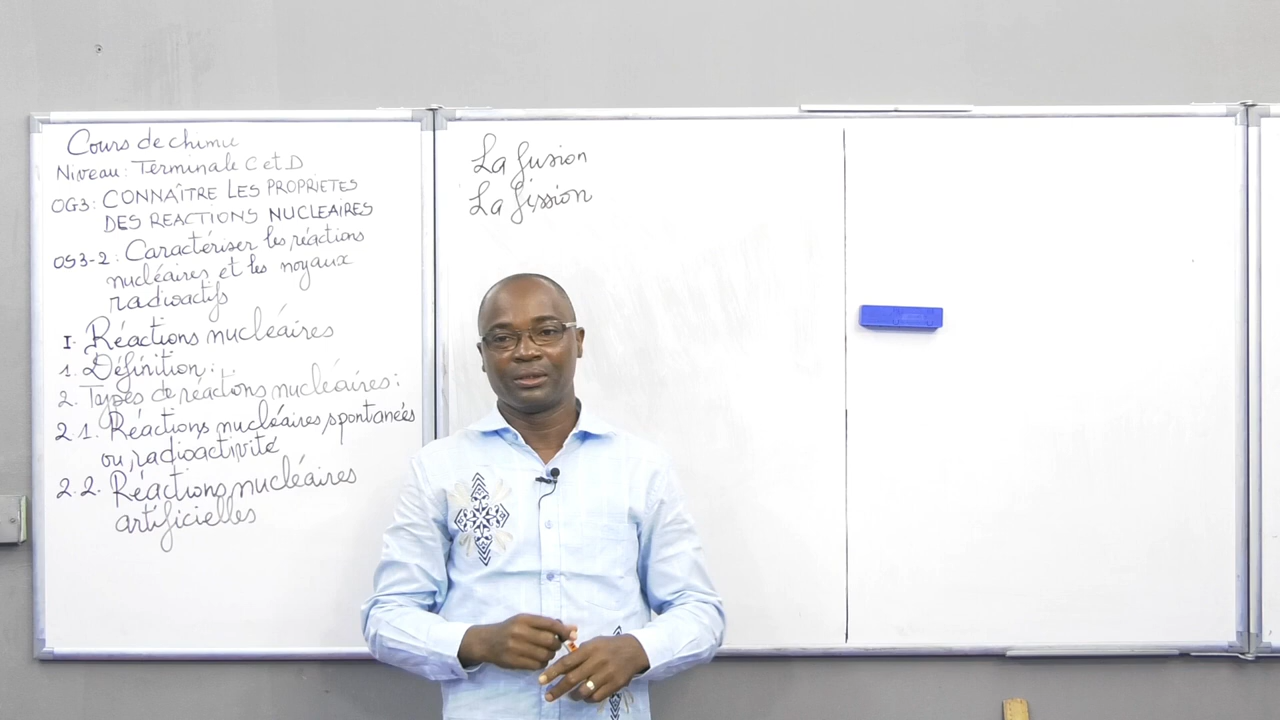 Cours de chimie
Niveau: Terminale C et D
OG3: CONNAÎTRE LES PROPRIETES
DES REACTIONS NUCLEAIRES
OS3-2: Caractériser les réactions
nucléaires et les noyaux
radioactifs
I. Réactions nucléaires
1. Définition:
2. Types de réactions nucléaires:
2.1. Réactions nucléaires spontanées
ou radioactivité
2.2. Réactions nucléaires
artificielles
La fusion
La fission